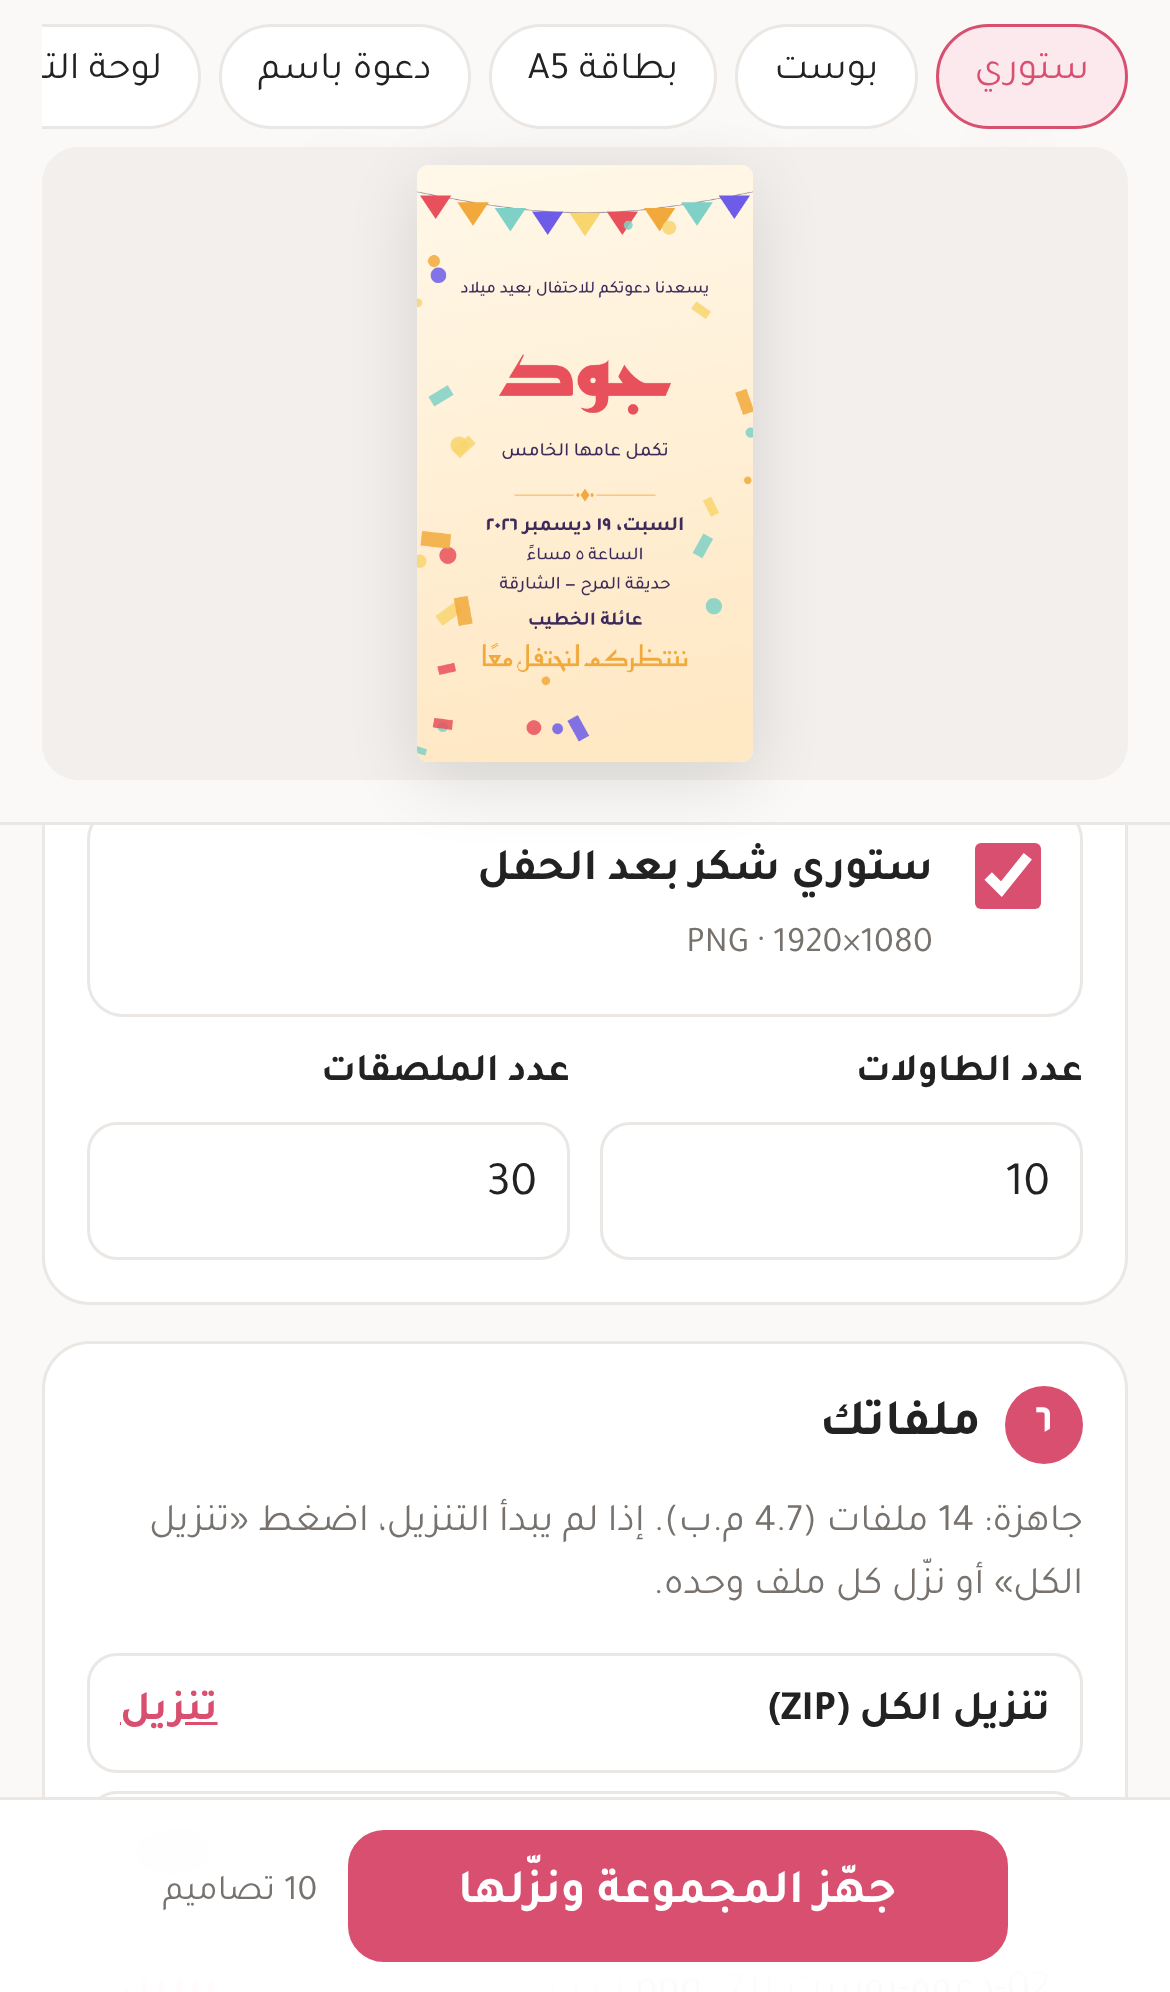 ستوري
بوست
بطاقة A5
دعوة باسم
لوحة التـ
يسعدنا دعوتكم للاحتفال بعيد ميلاد
جود
تكمل عامها الخامس
السبت، ١٩ ديسمبر ٢٠٢٦
الساعة ٥ مساءً
حديقة المرح – الشارقة
عائلة الخطيب
ننتظركم لنحتفل معًا
ستوري شكر بعد الحفل
PNG · 1920×1080
عدد الطاولات
عدد الملصقات
10
30
٦
ملفاتك
جاهزة: 14 ملفات (4.7 م.ب). إذا لم يبدأ التنزيل، اضغط «تنزيل
الكل» أو نزّل كل ملف وحده.
تنزيل الكل (ZIP)
تنزيل
جهّز المجموعة ونزّلها
10 تصاميم